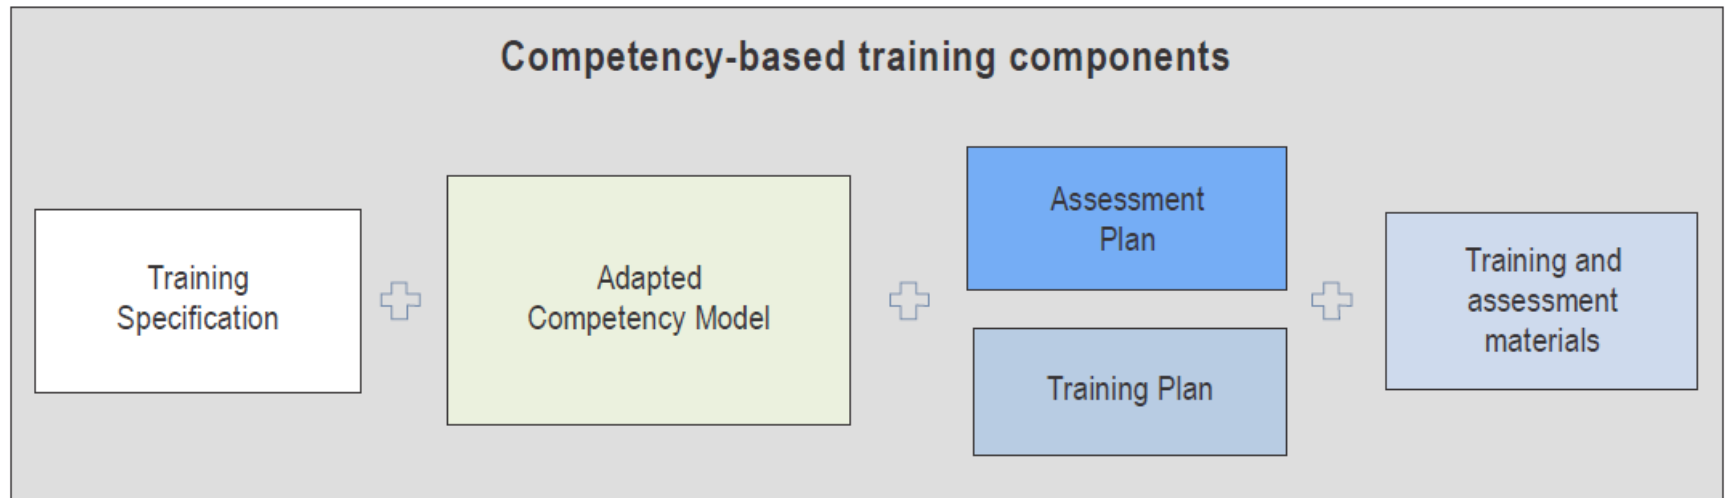 Competency-based training components
Training
Specification
Adapted
Competency Model
Assessment
Plan
Training Plan
Training and
assessment
materials